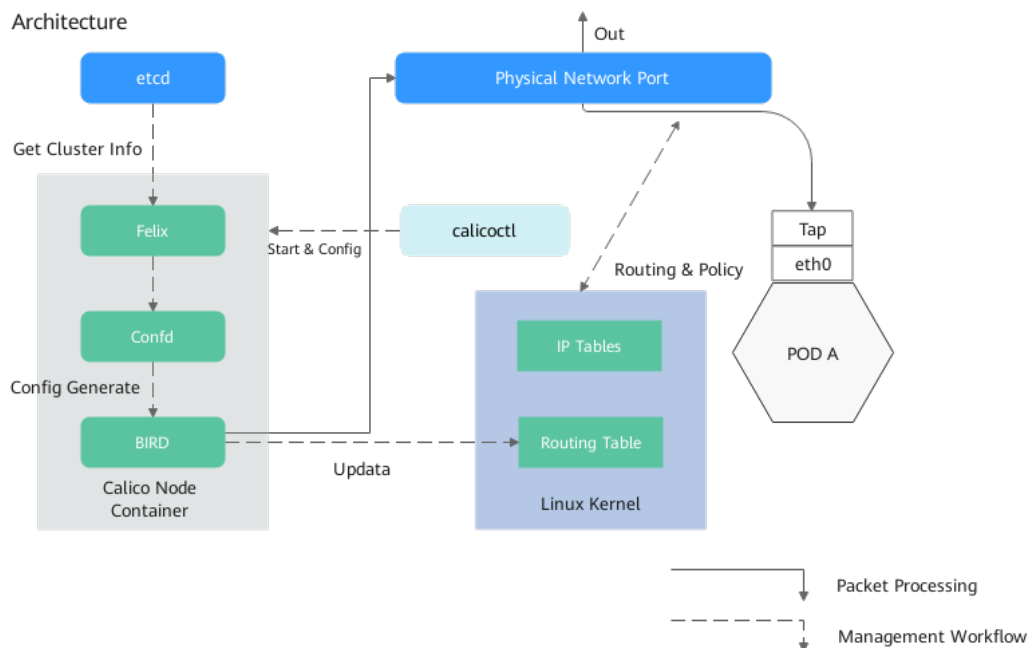 Architecture
Out
etcd
Physical Network Port
Get Cluster Info
Felix
calicoctl
Start & Config
Tap
eth0
Routing & Policy
Confd
IP Tables
POD A
Config Generate
BIRD
Routing Table
Updata
Calico Node
Container
Linux Kernel
Packet Processing
Management Workflow